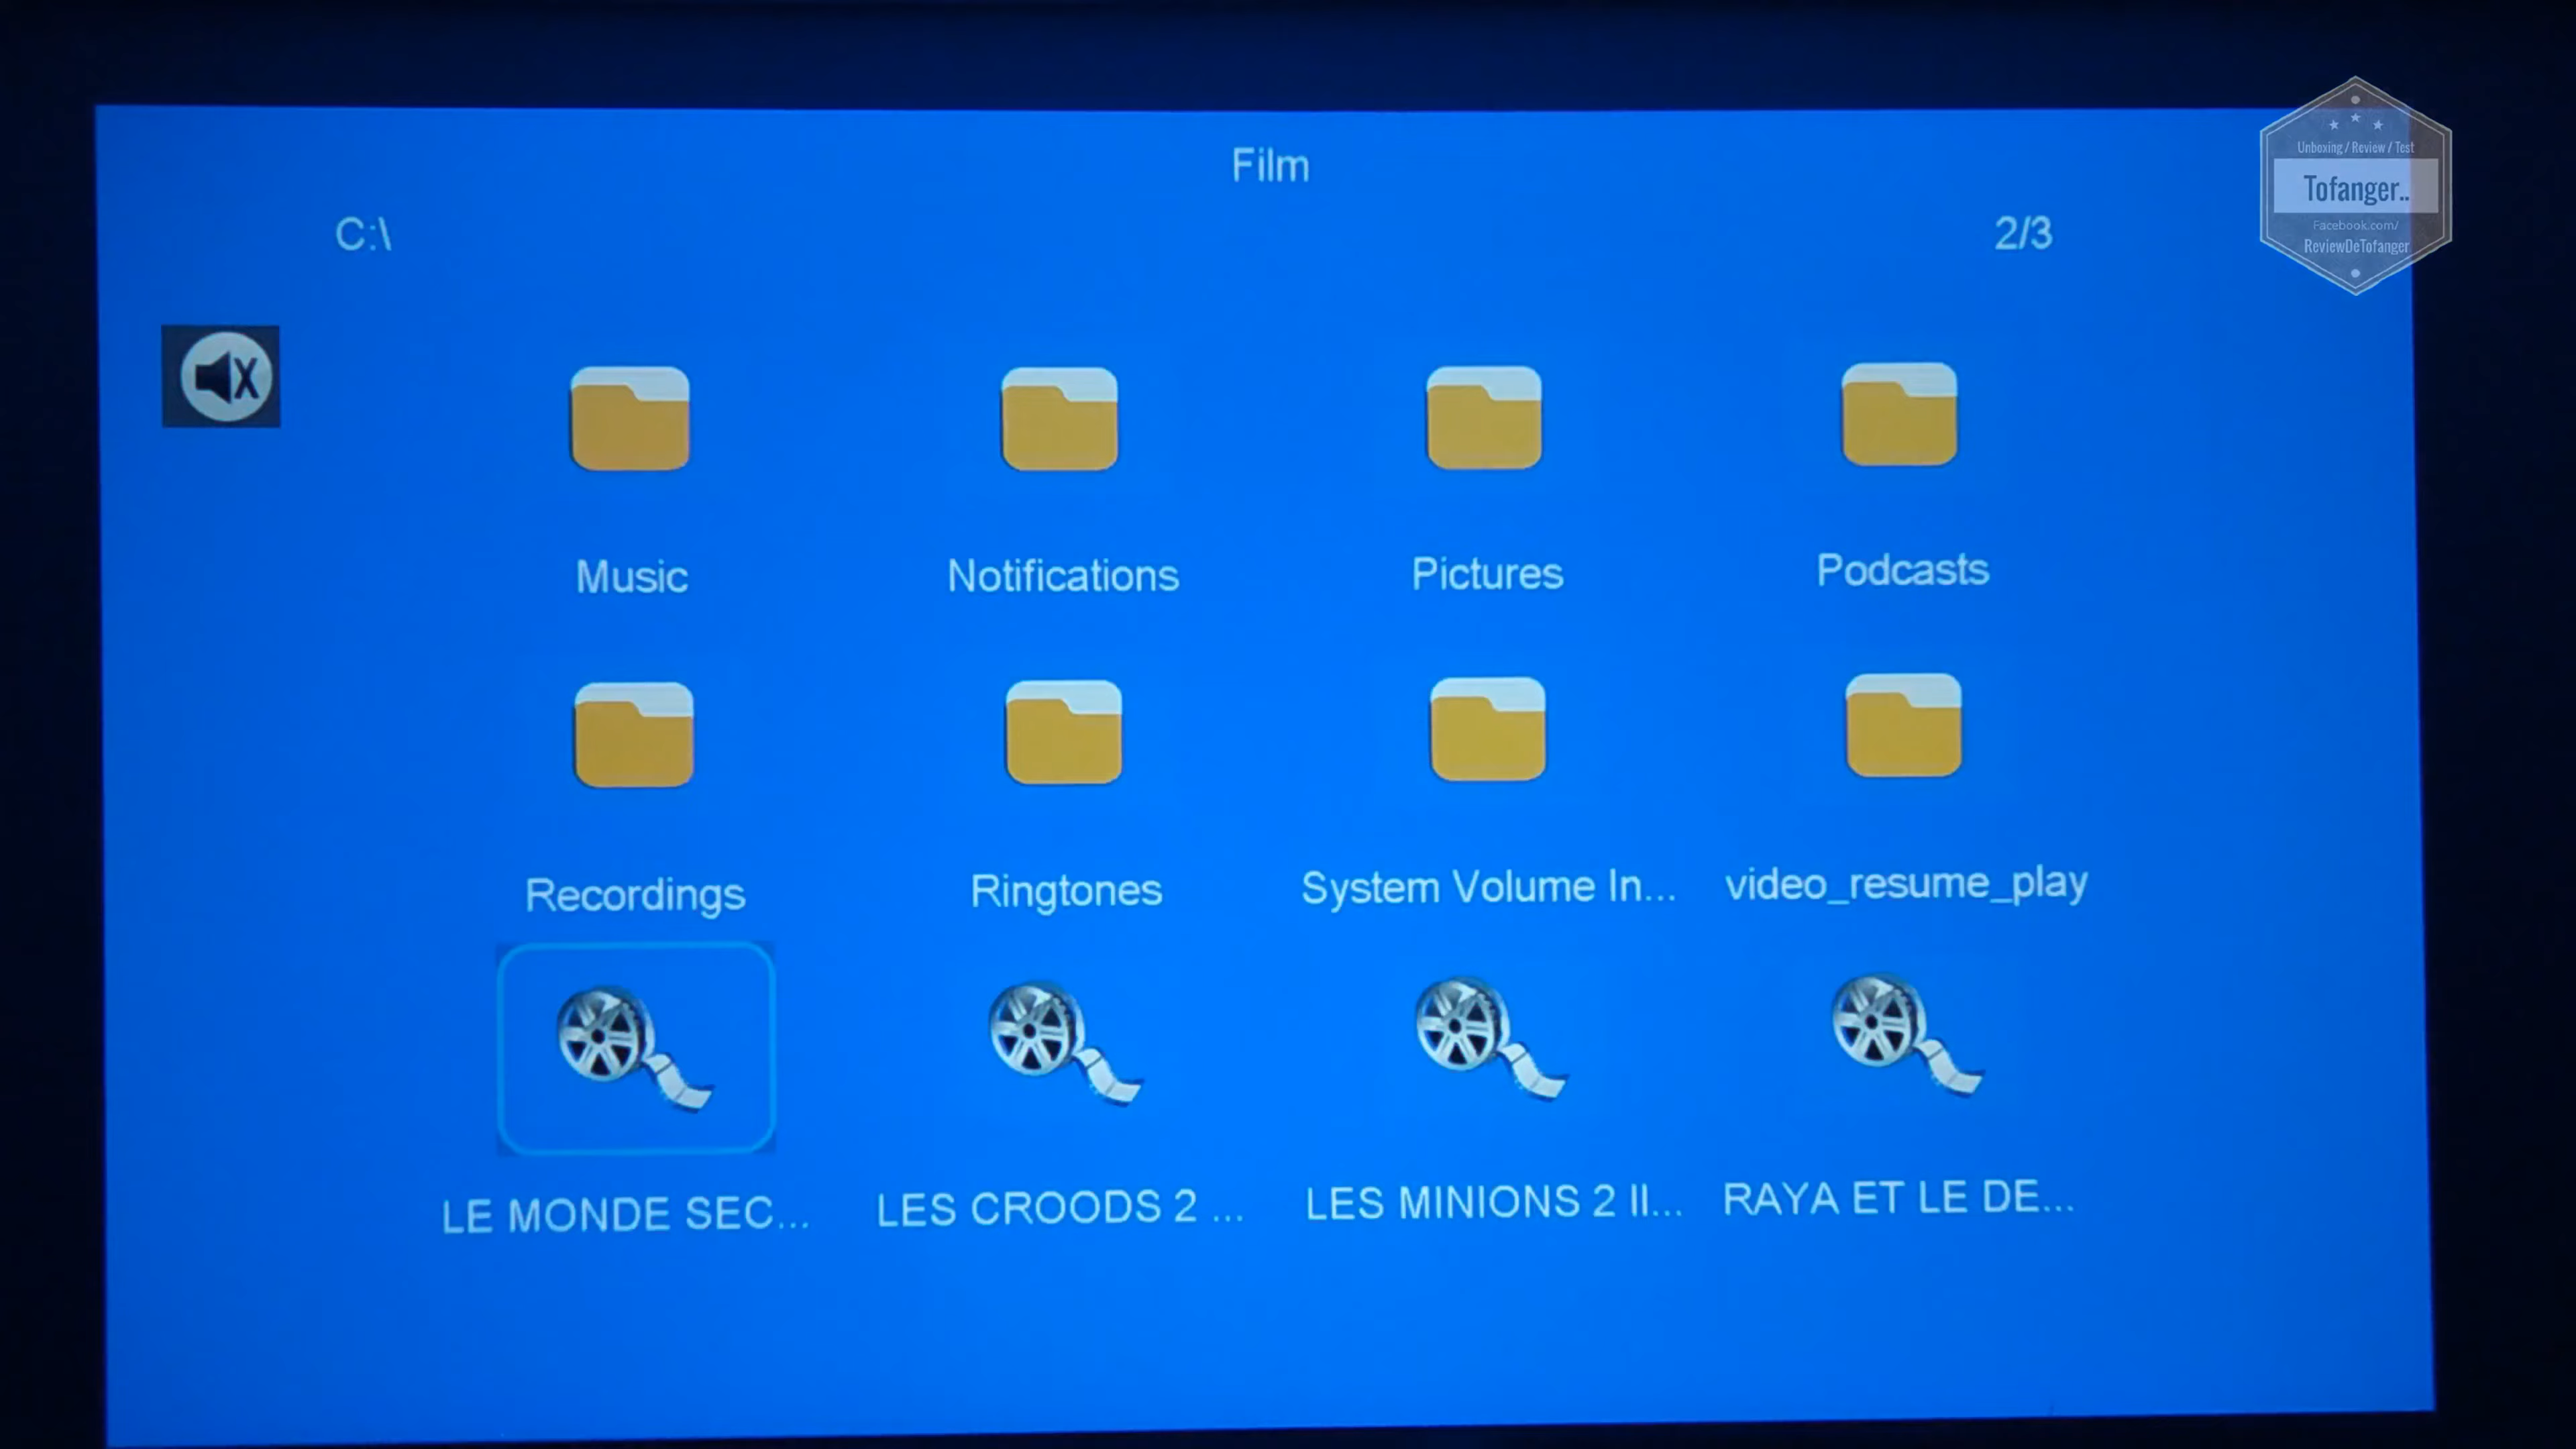 Film
C:\
2/3
Unboxing / Review / Test
Tofanger..
Facebook.com/
ReviewDeTofanger
X
Music
Notifications
Pictures
Podcasts
Recordings
Ringtones
System Volume In...
video_resume_play
LE MONDE SEC...
LES CROODS 2 ...
LES MINIONS 2 II...
RAYA ET LE DE...